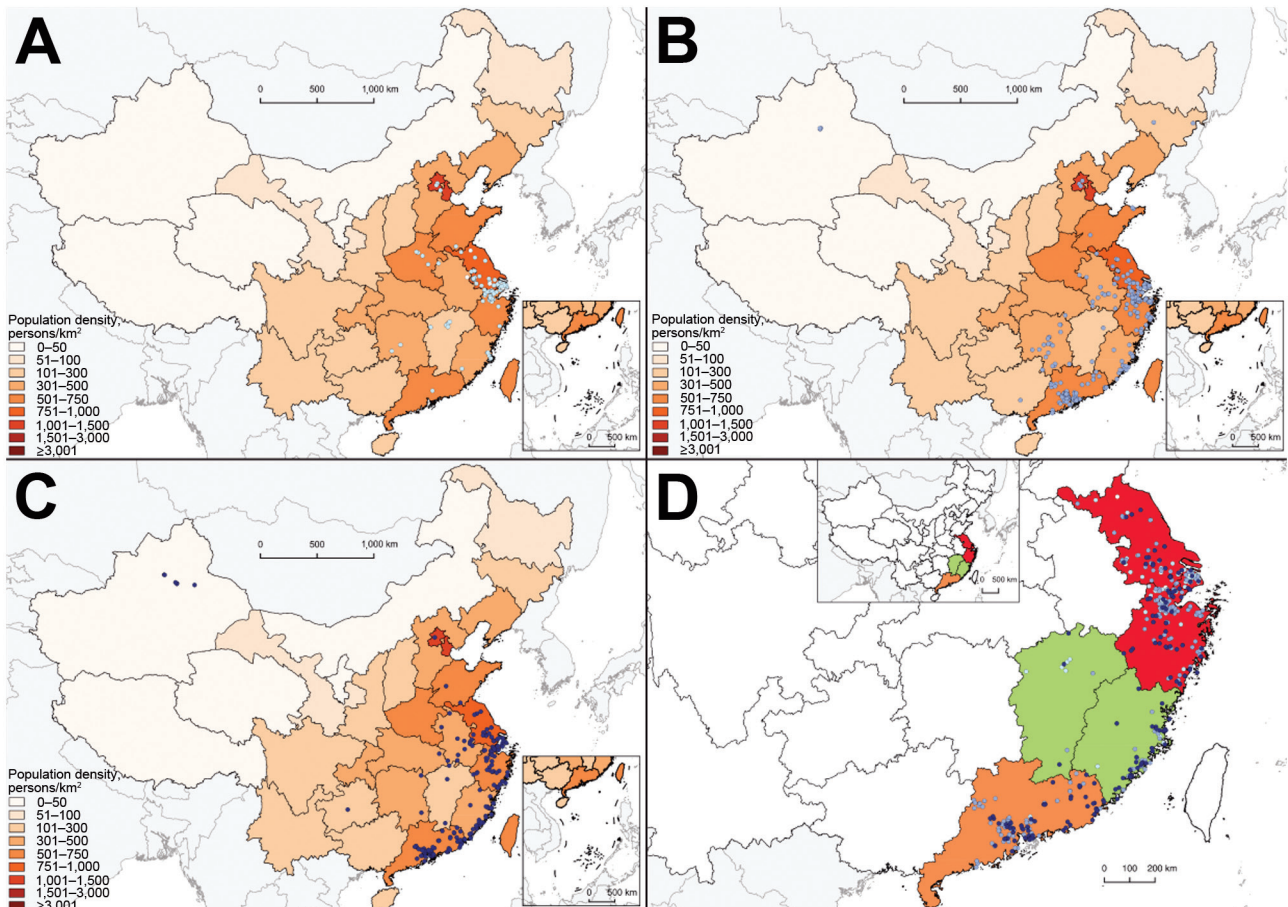 A
0 500 1,000 km
Population density,
persons/km2
0–50
51–100
101–300
301–500
501–750
751–1,000
1,001–1,500
1,501–3,000
≥3,001
0 500 km
B
0 500 1,000 km
Population density,
persons/km2
0–50
51–100
101–300
301–500
501–750
751–1,000
1,001–1,500
1,501–3,000
≥3,001
0 500 km
C
0 500 1,000 km
Population density,
persons/km2
0–50
51–100
101–300
301–500
501–750
751–1,000
1,001–1,500
1,501–3,000
≥3,001
0 500 km
D
0 500 km
0 100 200 km